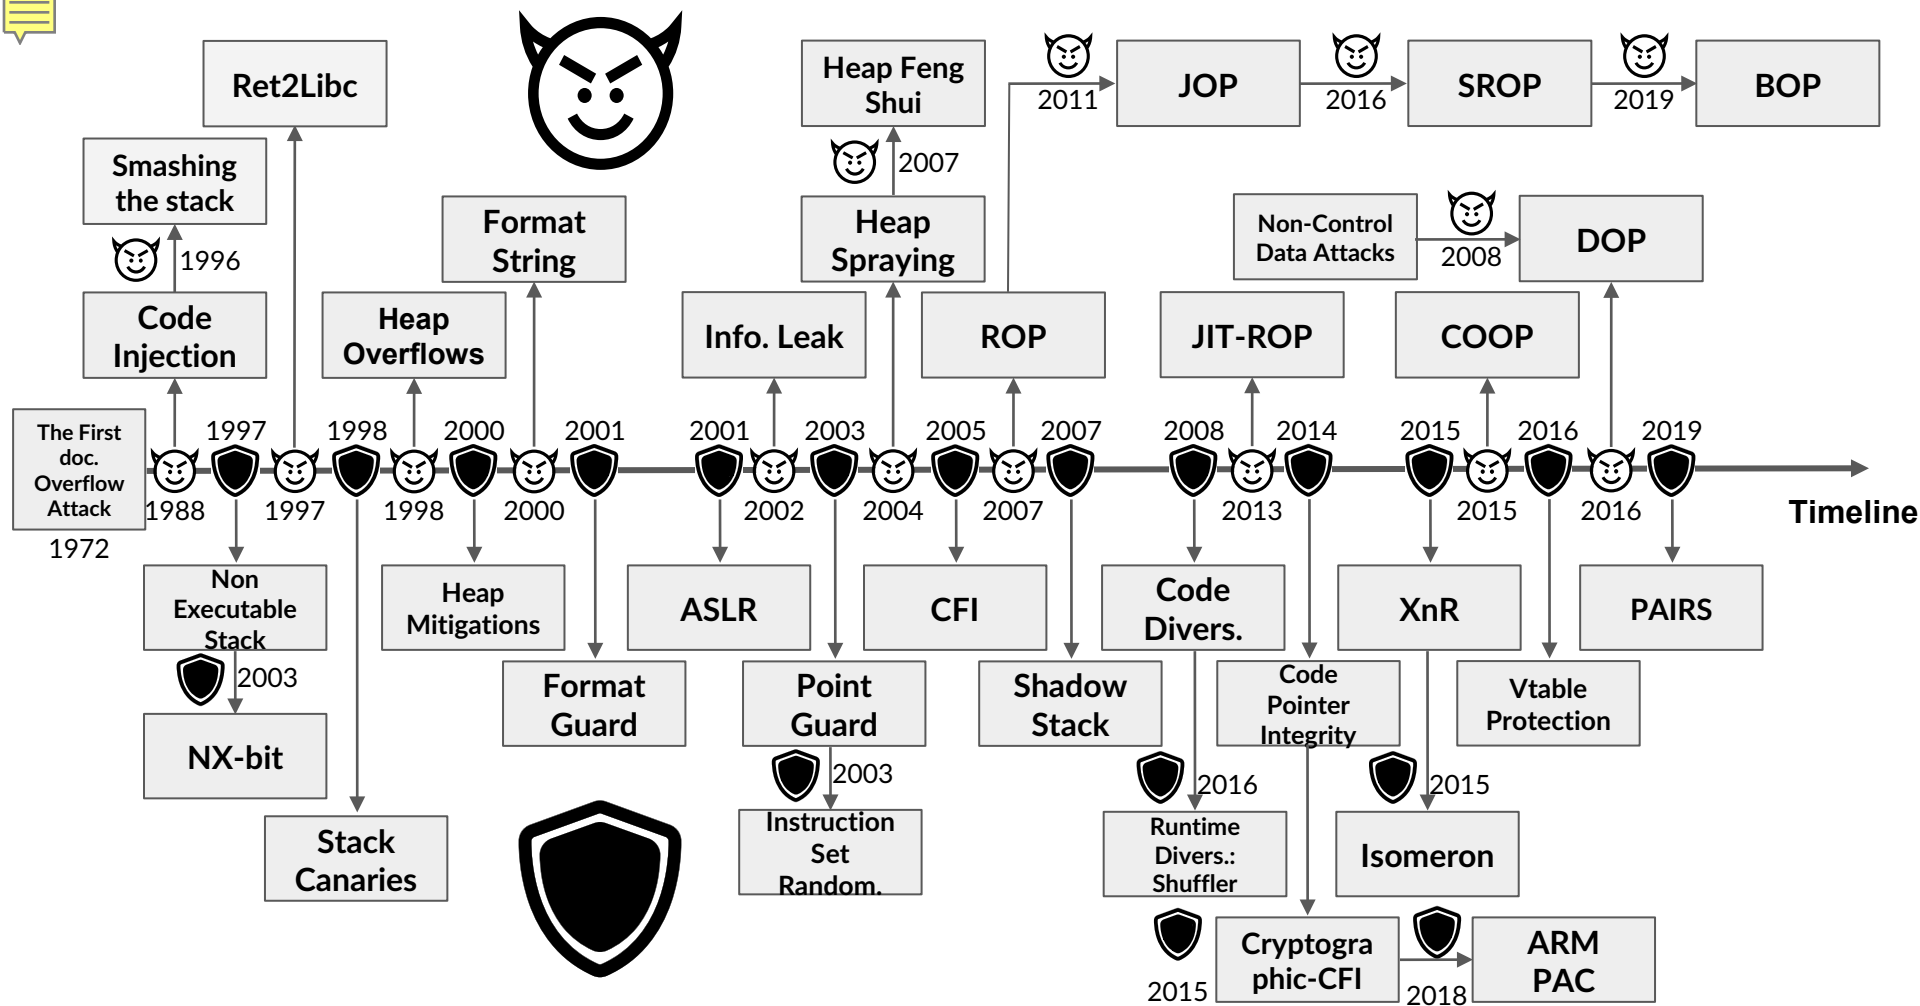 Ret2Libc
Heap Feng
Shui
2011
JOP
2016
SROP
2019
BOP
Smashing
the stack
2007
1996
Format
String
Heap
Spraying
Non-Control
Data Attacks
2008
DOP
Code
Injection
Heap
Overflows
Info. Leak
ROP
JIT-ROP
COOP
The First
doc.
Overflow
Attack
1972
1997
1998
2000
2001
2001
2003
2005
2007
2008
2014
2015
2016
2019
1988
1997
1998
2000
2002
2004
2007
2013
2015
2016
Timeline
Non
Executable
Stack
Heap
Mitigations
ASLR
CFI
Code
Divers.
XnR
PAIRS
2003
NX-bit
Format
Guard
Point
Guard
Shadow
Stack
Code
Pointer
Integrity
Vtable
Protection
2003
2016
2015
Stack
Canaries
Instruction
Set
Random.
Runtime
Divers.:
Shuffler
Isomeron
2015
Cryptogra
phic-CFI
2018
ARM
PAC